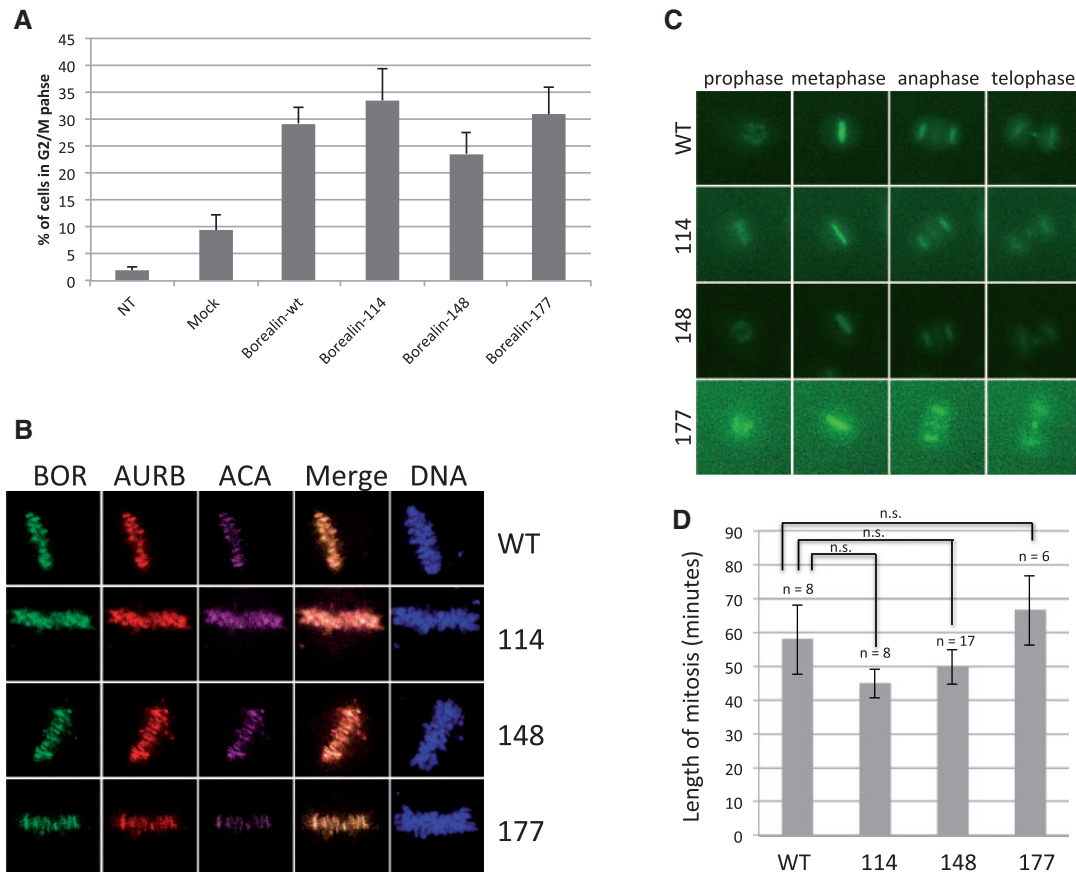 A
% of cells in G2/M pahse
45
40
35
30
25
20
15
10
5
0
NT
Mock
Borealin-wt
Borealin-114
Borealin-148
Borealin-177
B
BOR AURB ACA Merge DNA
WT
114
148
177
C
prophase metaphase anaphase telophase
WT
114
148
177
D
Length of mitosis (minutes)
90
80
70
60
50
40
30
20
10
0
n.s.
n.s.
n.s.
n = 8
n = 8
n = 17
n = 6
WT 114 148 177